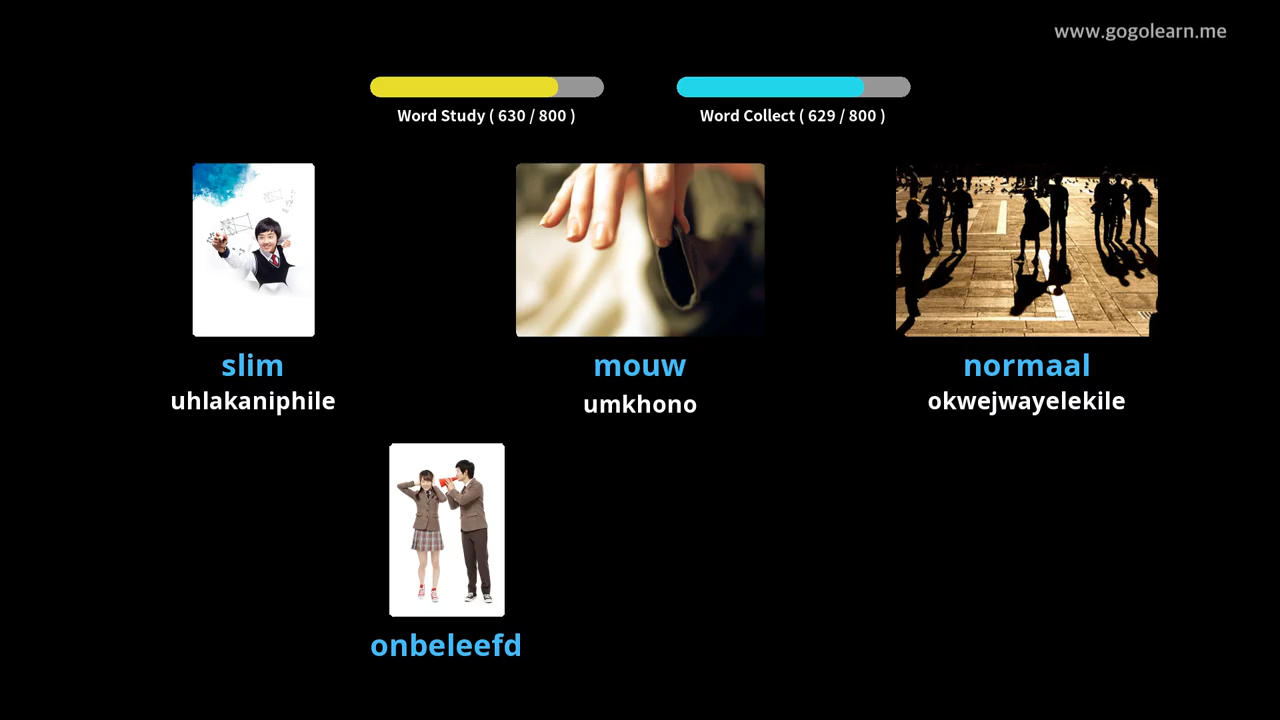 www.gogolearn.me
Word Study ( 630 / 800 )
Word Collect ( 629 / 800 )
slim
uhlakaniphile
mouw
umkhono
normaal
okwejwayelekile
onbeleefd